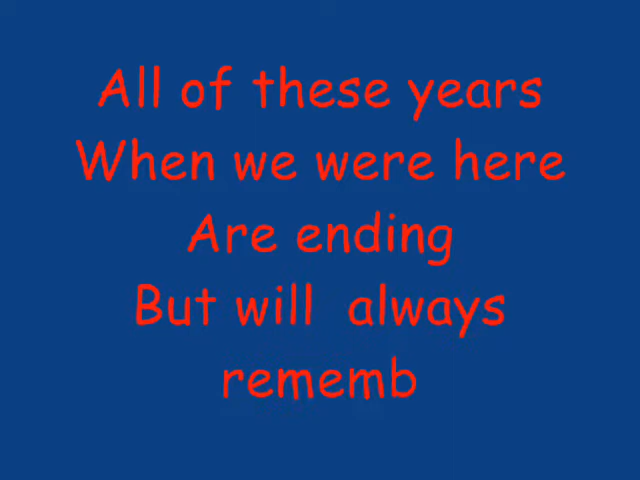 All of these years
When we were here
Are ending
But will always
rememb